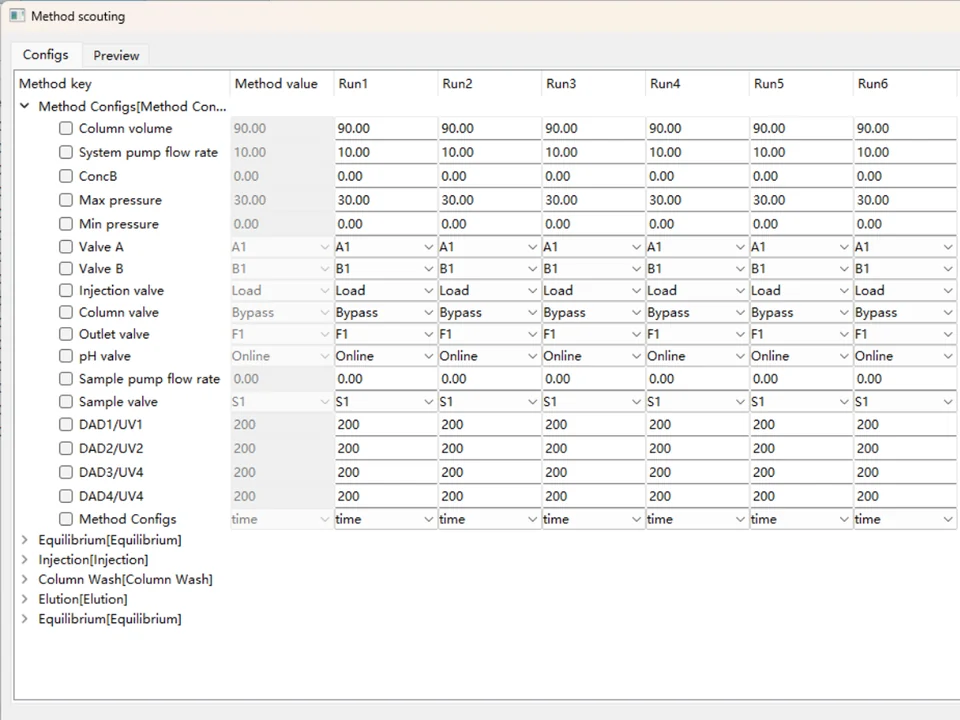 Method scouting
Configs Preview
Method key Method value Run1 Run2 Run3 Run4 Run5 Run6
Method Configs[Method Con...
Column volume 90.00 90.00 90.00 90.00 90.00 90.00 90.00
System pump flow rate 10.00 10.00 10.00 10.00 10.00 10.00 10.00
ConcB 0.00 0.00 0.00 0.00 0.00 0.00 0.00
Max pressure 30.00 30.00 30.00 30.00 30.00 30.00 30.00
Min pressure 0.00 0.00 0.00 0.00 0.00 0.00 0.00
Valve A A1 A1 A1 A1 A1 A1 A1
Valve B B1 B1 B1 B1 B1 B1 B1
Injection valve Load Load Load Load Load Load Load
Column valve Bypass Bypass Bypass Bypass Bypass Bypass Bypass
Outlet valve F1 F1 F1 F1 F1 F1 F1
pH valve Online Online Online Online Online Online Online
Sample pump flow rate 0.00 0.00 0.00 0.00 0.00 0.00 0.00
Sample valve S1 S1 S1 S1 S1 S1 S1
DAD1/UV1 200 200 200 200 200 200 200
DAD2/UV2 200 200 200 200 200 200 200
DAD3/UV4 200 200 200 200 200 200 200
DAD4/UV4 200 200 200 200 200 200 200
Method Configs time time time time time time time
Equilibrium[Equilibrium]
Injection[Injection]
Column Wash[Column Wash]
Elution[Elution]
Equilibrium[Equilibrium]